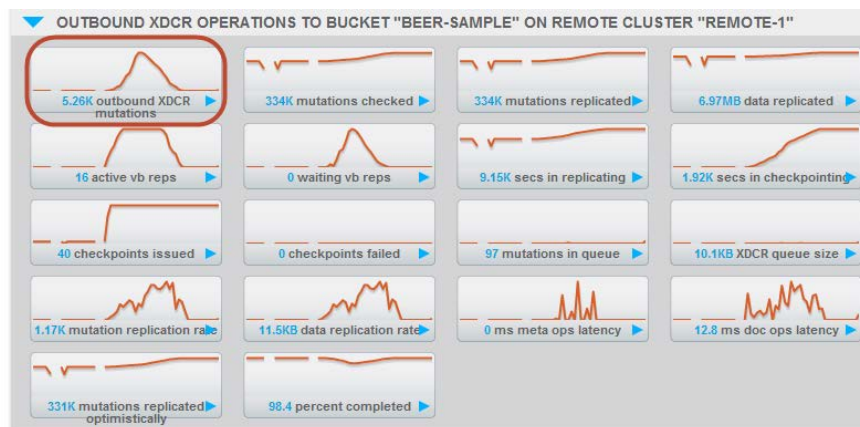 OUTBOUND XDCR OPERATIONS TO BUCKET "BEER-SAMPLE" ON REMOTE CLUSTER "REMOTE-1"
5.26K outbound XDCR
mutations
334K mutations checked
334K mutations replicated
6.97MB data replicated
16 active vb reps
0 waiting vb reps
9.15K secs in replicating
1.92K secs in checkpointing
40 checkpoints issued
0 checkpoints failed
97 mutations in queue
10.1KB XDCR queue size
1.17K mutation replication rate
11.5KB data replication rate
0 ms meta ops latency
12.8 ms doc ops latency
331K mutations replicated
optimistically
98.4 percent completed